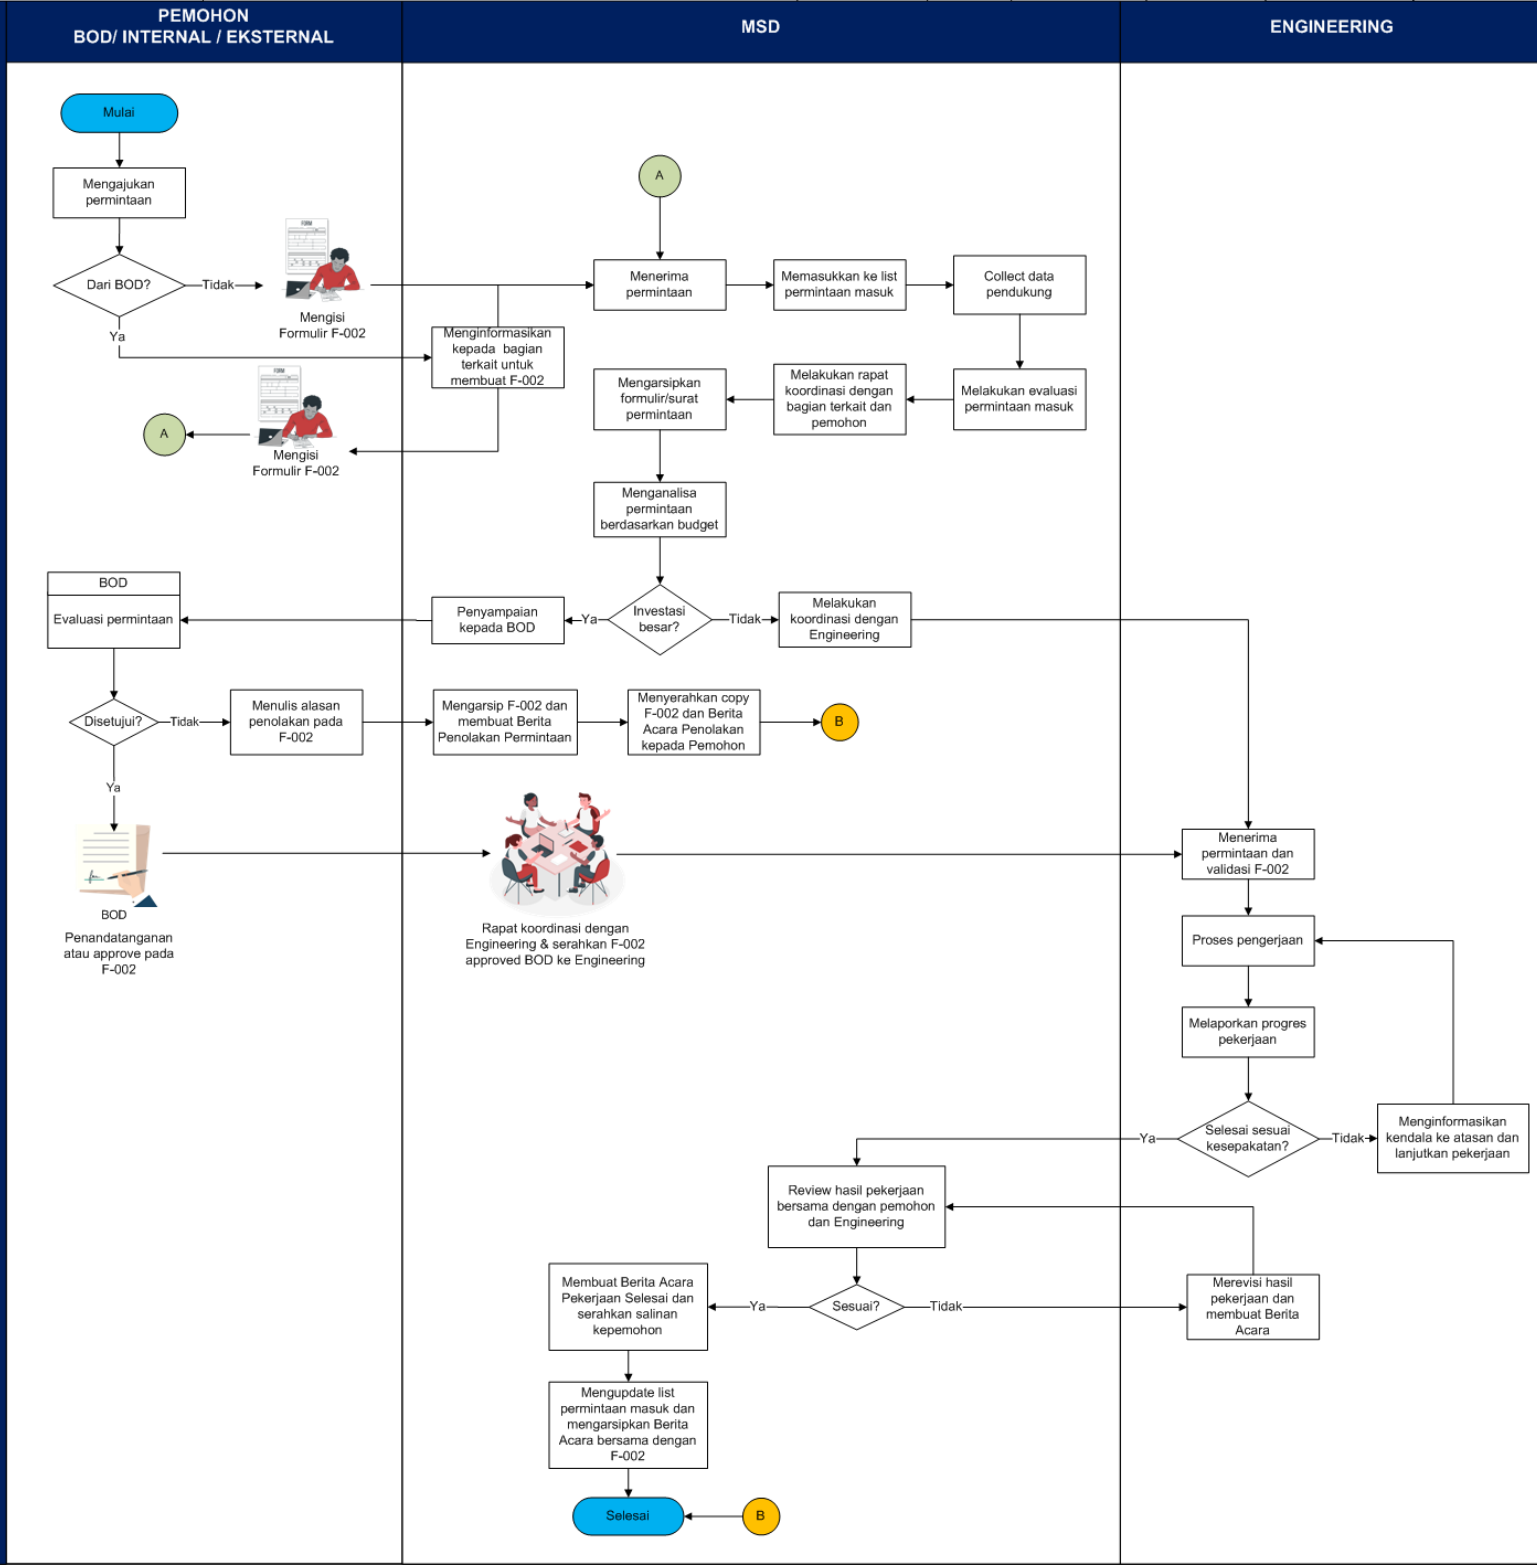 PEMOHON
BOD/ INTERNAL / EKSTERNAL
MSD
ENGINEERING
Mulai
Mengajukan
permintaan
Dari BOD?
Tidak
Ya
FORM
Mengisi
Formulir F-002
Menginformasikan
kepada bagian
terkait untuk
membuat F-002
FORM
Mengisi
Formulir F-002
A
A
Menerima
permintaan
Memasukkan ke list
permintaan masuk
Collect data
pendukung
Melakukan evaluasi
permintaan masuk
Melakukan rapat
koordinasi dengan
bagian terkait dan
pemohon
Mengarsipkan
formulir/surat
permintaan
Menganalisa
permintaan
berdasarkan budget
Investasi
besar?
Ya
Tidak
Penyampaian
kepada BOD
Melakukan
koordinasi dengan
Engineering
BOD
Evaluasi permintaan
Disetujui?
Tidak
Ya
Menulis alasan
penolakan pada
F-002
Mengarsip F-002 dan
membuat Berita
Penolakan Permintaan
Menyerahkan copy
F-002 dan Berita
Acara Penolakan
kepada Pemohon
B
BOD
Penandatanganan
atau approve pada
F-002
Rapat koordinasi dengan
Engineering & serahkan F-002
approved BOD ke Engineering
Menerima
permintaan dan
validasi F-002
Proses pengerjaan
Melaporkan progres
pekerjaan
Selesai sesuai
kesepakatan?
Ya
Tidak
Menginformasikan
kendala ke atasan dan
lanjutkan pekerjaan
Review hasil pekerjaan
bersama dengan pemohon
dan Engineering
Sesuai?
Ya
Tidak
Merevisi hasil
pekerjaan dan
membuat Berita
Acara
Membuat Berita Acara
Pekerjaan Selesai dan
serahkan salinan
kepemohon
Mengupdate list
permintaan masuk dan
mengarsipkan Berita
Acara bersama dengan
F-002
Selesai
B